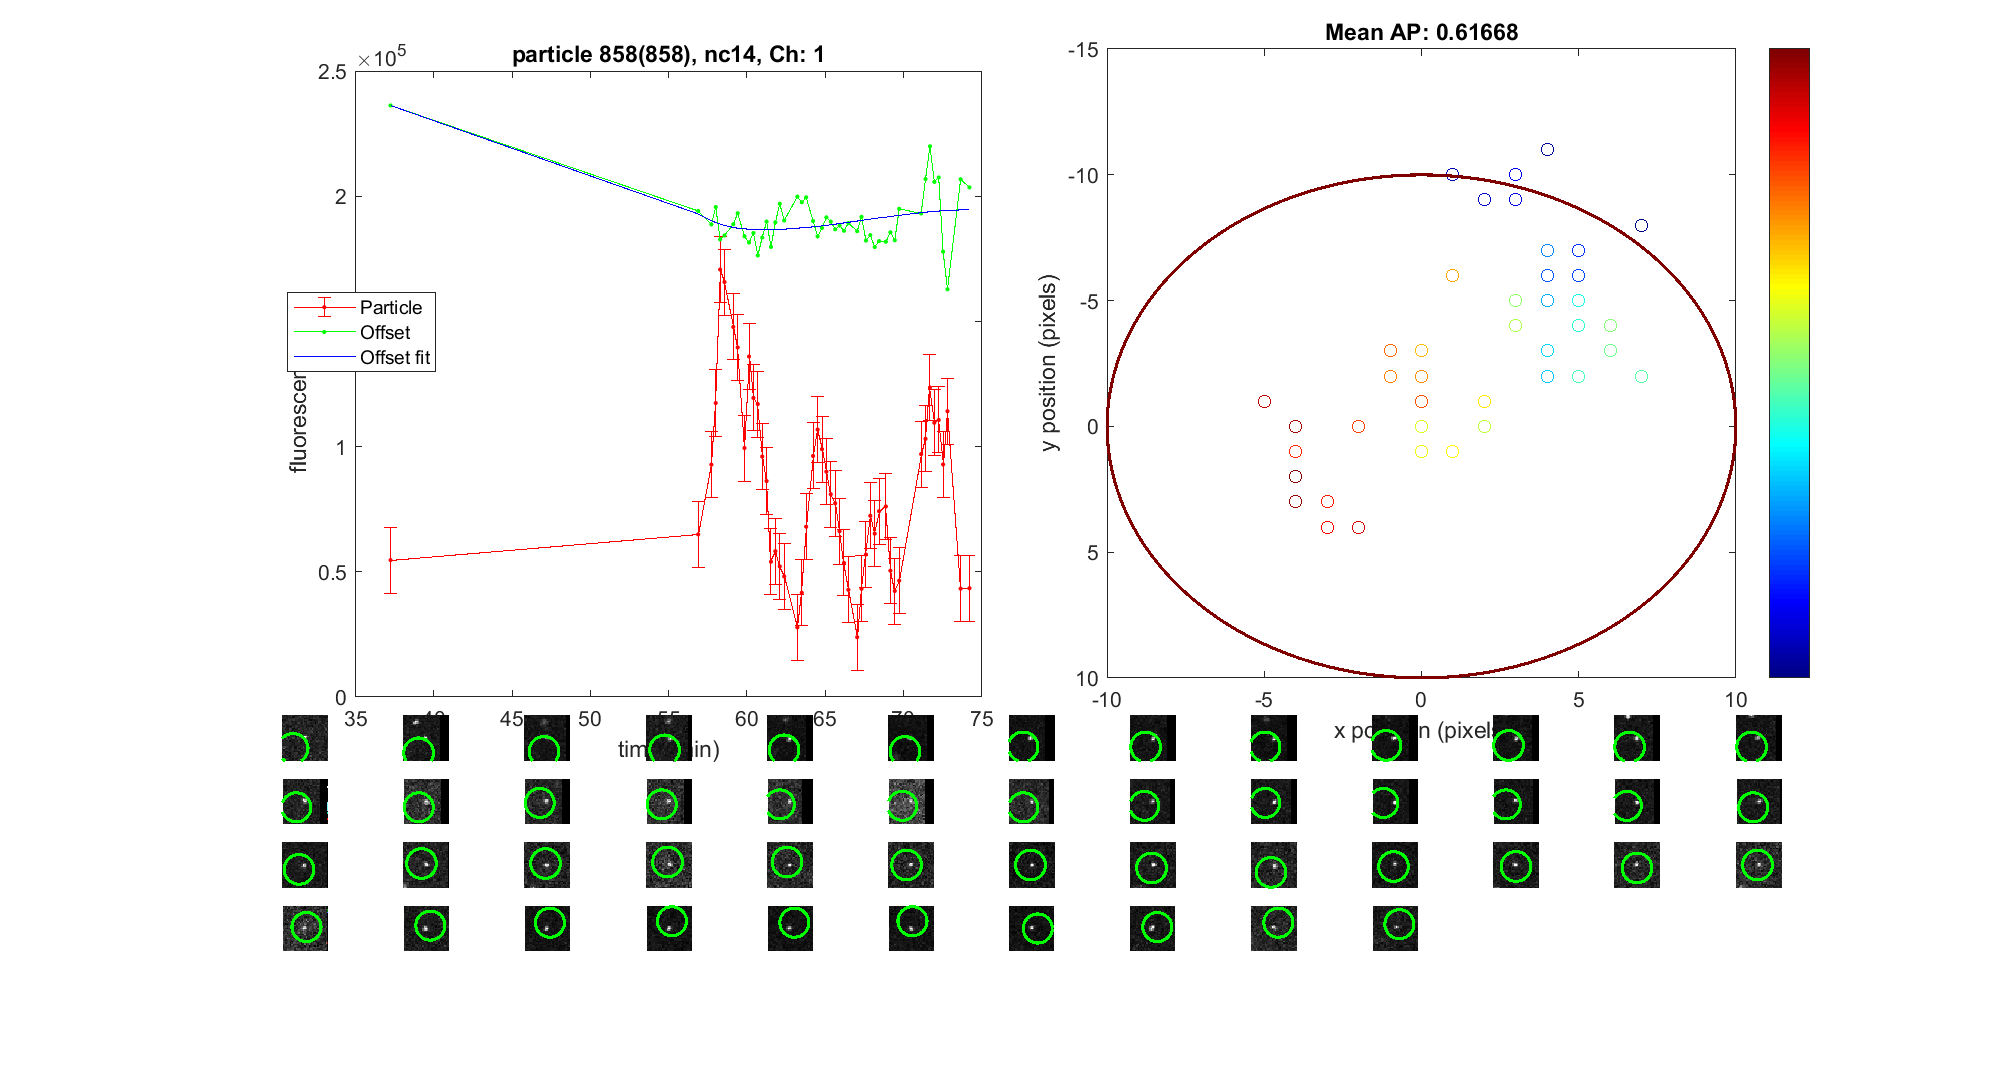 particle 858(858), nc14, Ch: 1
×10^5
2.5
2
1
0.5
0
fluorescen
Particle
Offset
Offset fit
35 45 50 55 60 65 70 75
Mean AP: 0.61668
-15
-10
-5
0
5
10
y position (pixels)
-10 -5 0 5 10